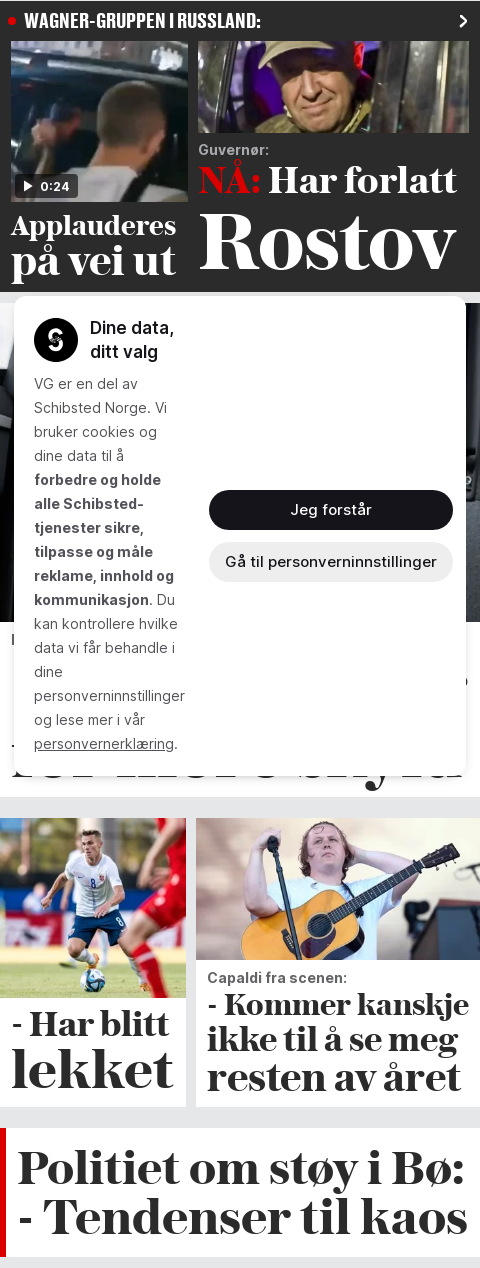 WAGNER-GRUPPEN I RUSSLAND:
0:24
Applauderes
på vei ut
Guvernør:
NÅ: Har forlatt
Rostov
Dine data,
ditt valg
VG er en del av
Schibsted Norge. Vi
bruker cookies og
dine data til å
forbedre og holde
alle Schibsted-
tjenester sikre,
tilpasse og måle
reklame, innhold og
kommunikasjon. Du
kan kontrollere hvilke
data vi får behandle i
dine
personverninnstillinger
og lese mer i vår
personvernerklæring.
Jeg forstår
Gå til personverninnstillinger
- Har blitt
lekket
Capaldi fra scenen:
- Kommer kanskje
ikke til å se meg
resten av året
Politiet om støy i Bø:
- Tendenser til kaos